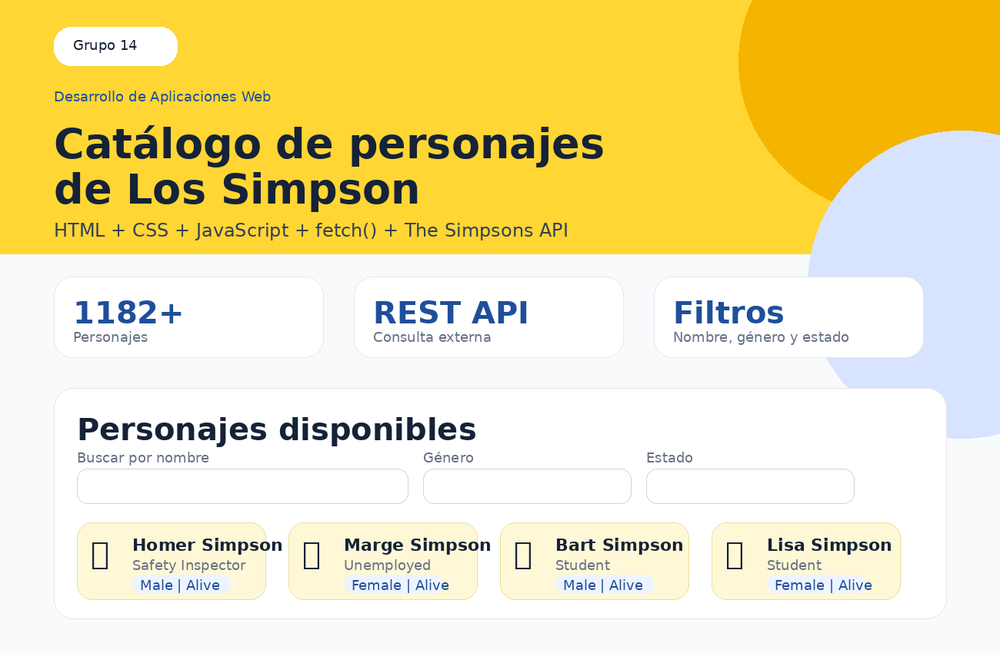 Grupo 14
Desarrollo de Aplicaciones Web
Catálogo de personajes
de Los Simpson
HTML + CSS + JavaScript + fetch() + The Simpsons API
1182+
Personajes
REST API
Consulta externa
Filtros
Nombre, género y estado
Personajes disponibles
Buscar por nombre
Género
Estado
Homer Simpson
Safety Inspector
Male | Alive
Marge Simpson
Unemployed
Female | Alive
Bart Simpson
Student
Male | Alive
Lisa Simpson
Student
Female | Alive